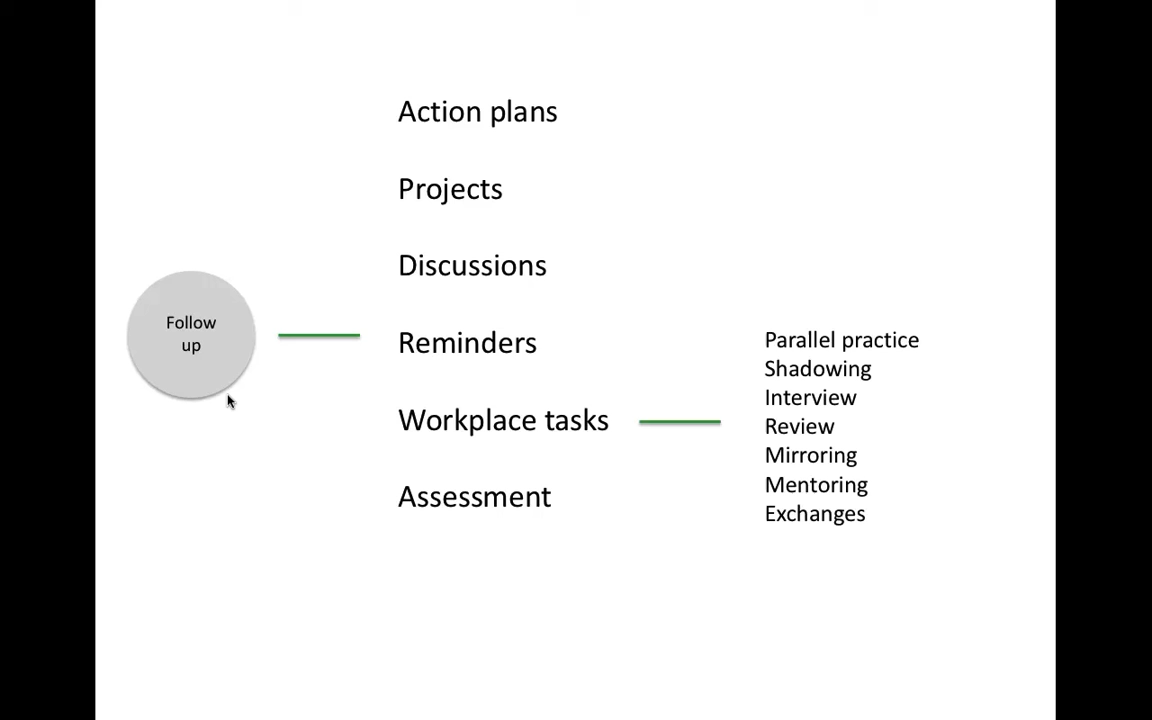 Follow
up
Action plans
Projects
Discussions
Reminders
Workplace tasks
Assessment
Parallel practice
Shadowing
Interview
Review
Mirroring
Mentoring
Exchanges